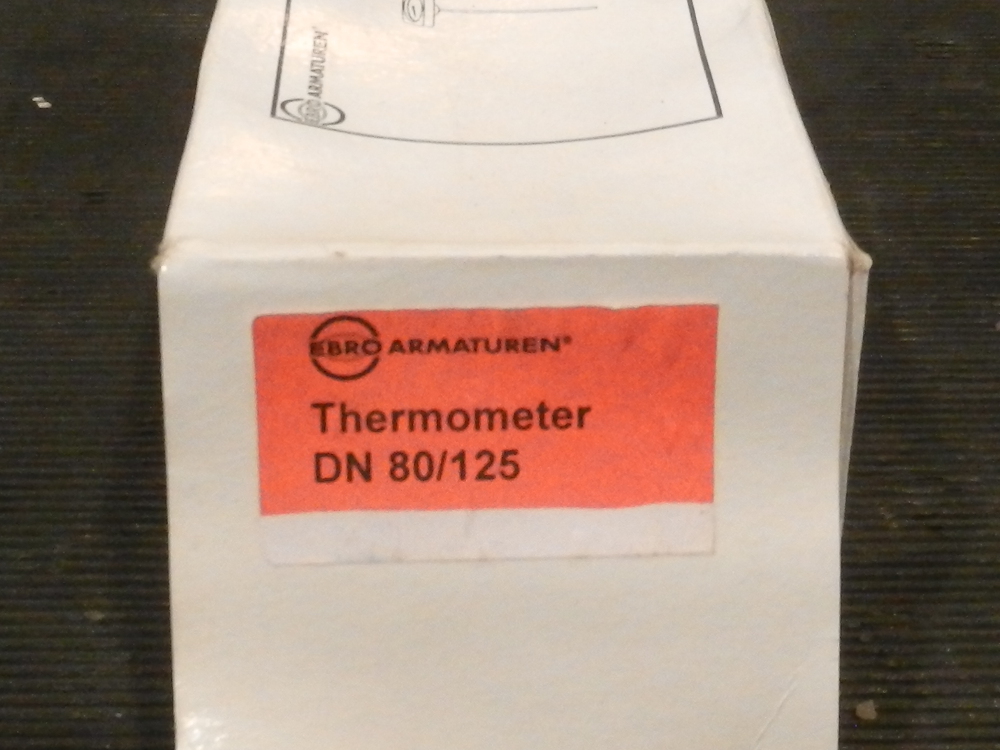 EBRO ARMATUREN
EBRO ARMATUREN®
Thermometer
DN 80/125